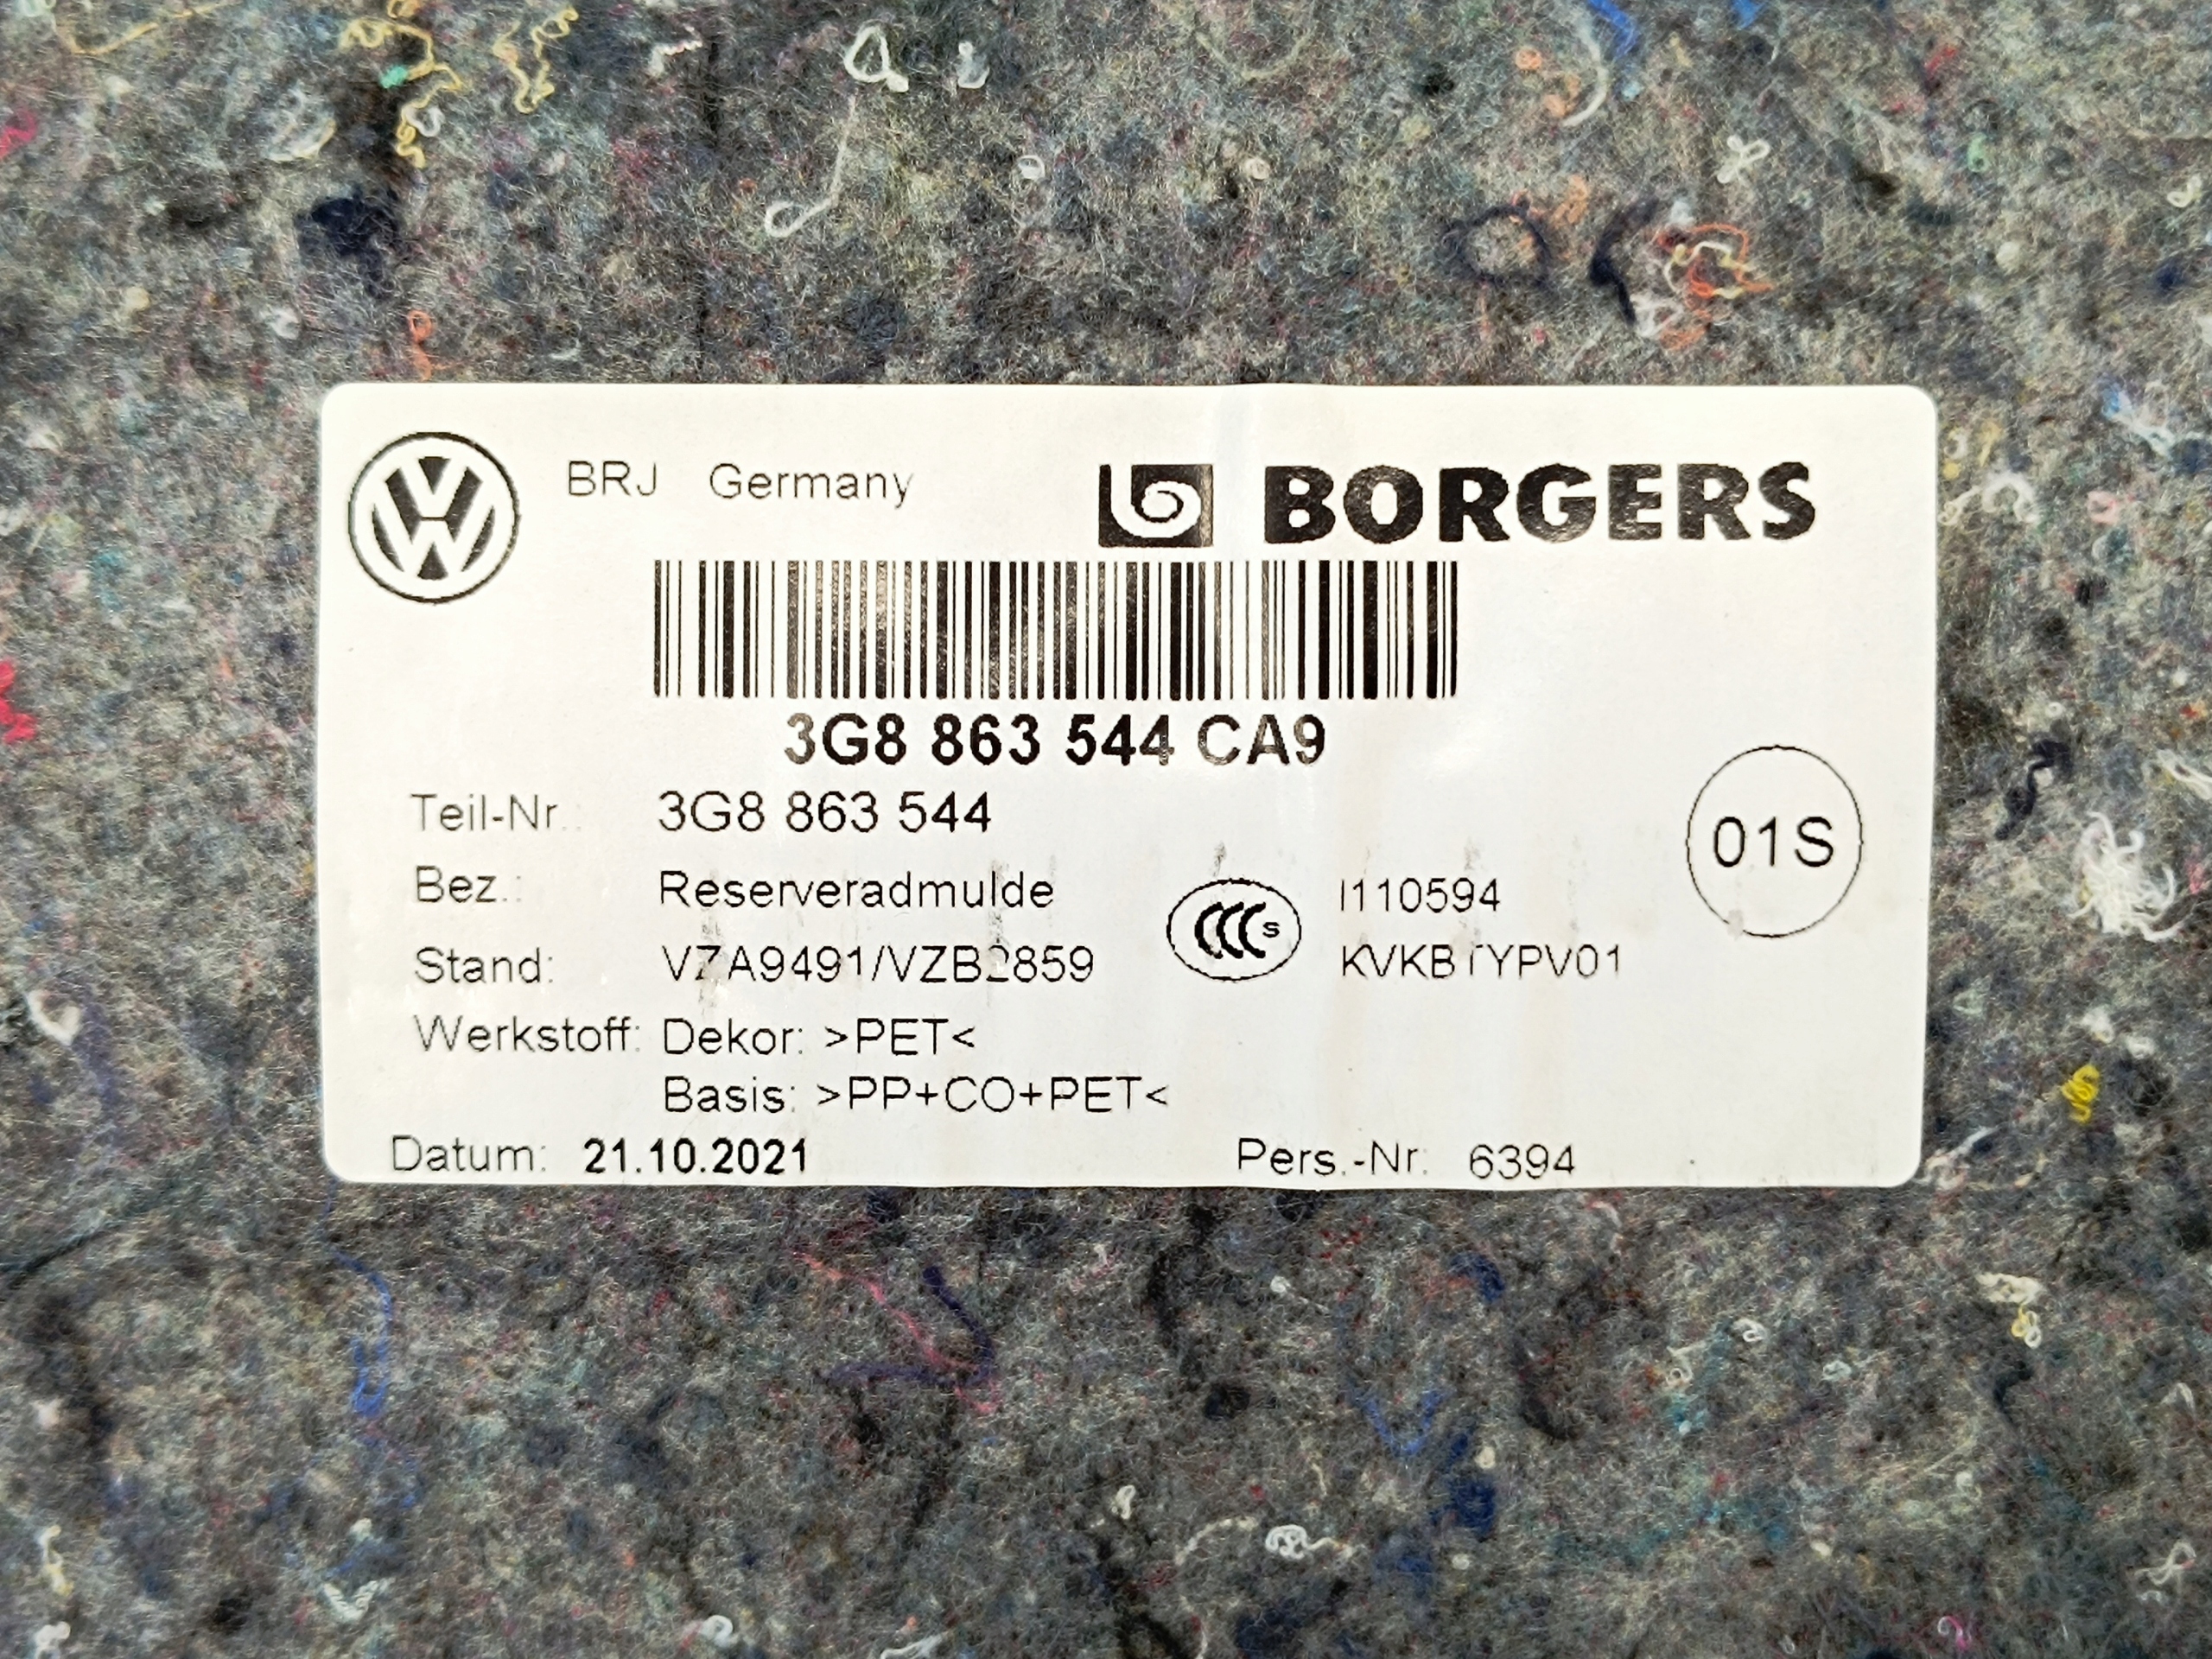 BRJ Germany BORGERS
3G8 863 544 CA9
Teil-Nr.: 3G8 863 544
01S
Bez.: Reserveradmulde
CCC S I110594
Stand: VZA9491/VZB2859
Werkstoff: Dekor: >PET<
Basis: >PP+CO+PET<
Datum: 21.10.2021 Pers.-Nr: 6394